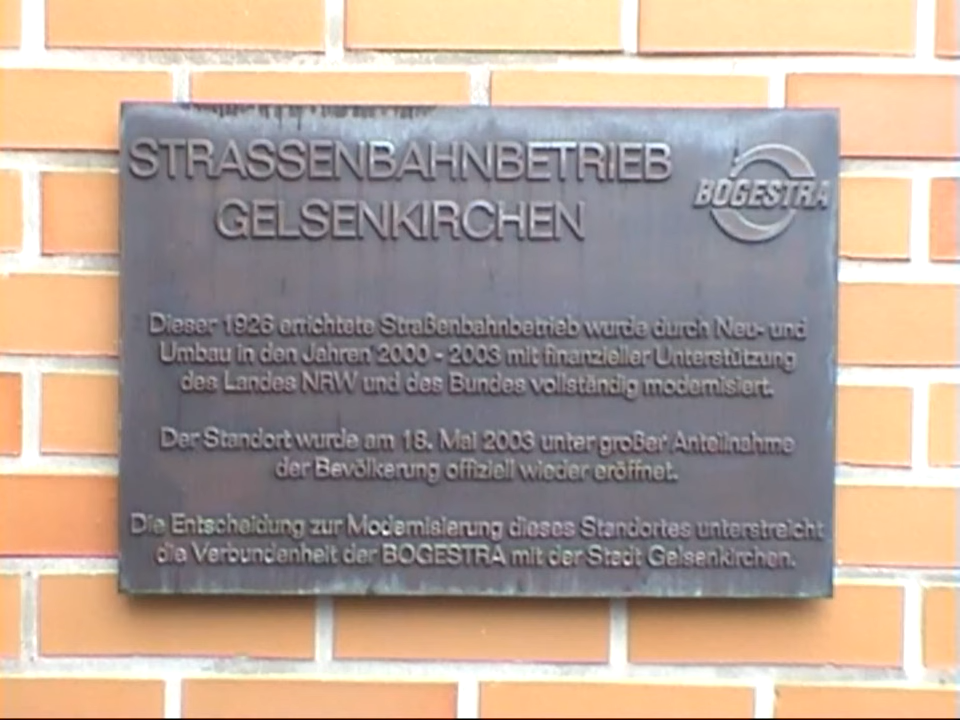 STRASSENBAHNBETRIEB
GELSENKIRCHEN
BOGESTRA
Dieser 1926 errichtete Straßenbahnbetrieb wurde durch Neu- und
Umbau in den Jahren 2000 - 2003 mit finanzieller Unterstützung
des Landes NRW und des Bundes vollständig modernisiert.
Der Standort wurde am 18. Mai 2003 unter großer Anteilnahme
der Bevölkerung offiziell wieder eröffnet.
Die Entscheidung zur Modernisierung dieses Standortes unterstreicht
die Verbundenheit der BOGESTRA mit der Stadt Gelsenkirchen.